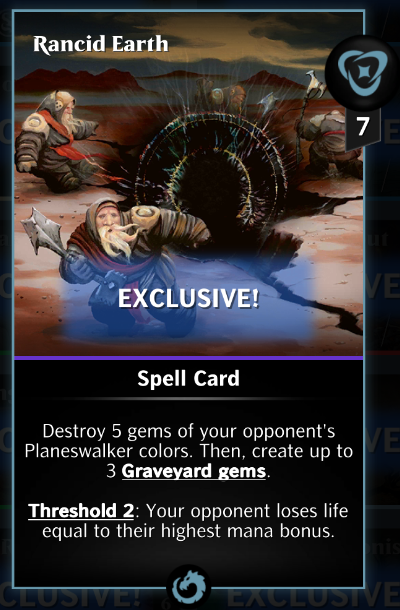 Rancid Earth
7
EXCLUSIVE!
Spell Card
Destroy 5 gems of your opponent's
Planeswalker colors. Then, create up to
3 Graveyard gems.
Threshold 2: Your opponent loses life
equal to their highest mana bonus.